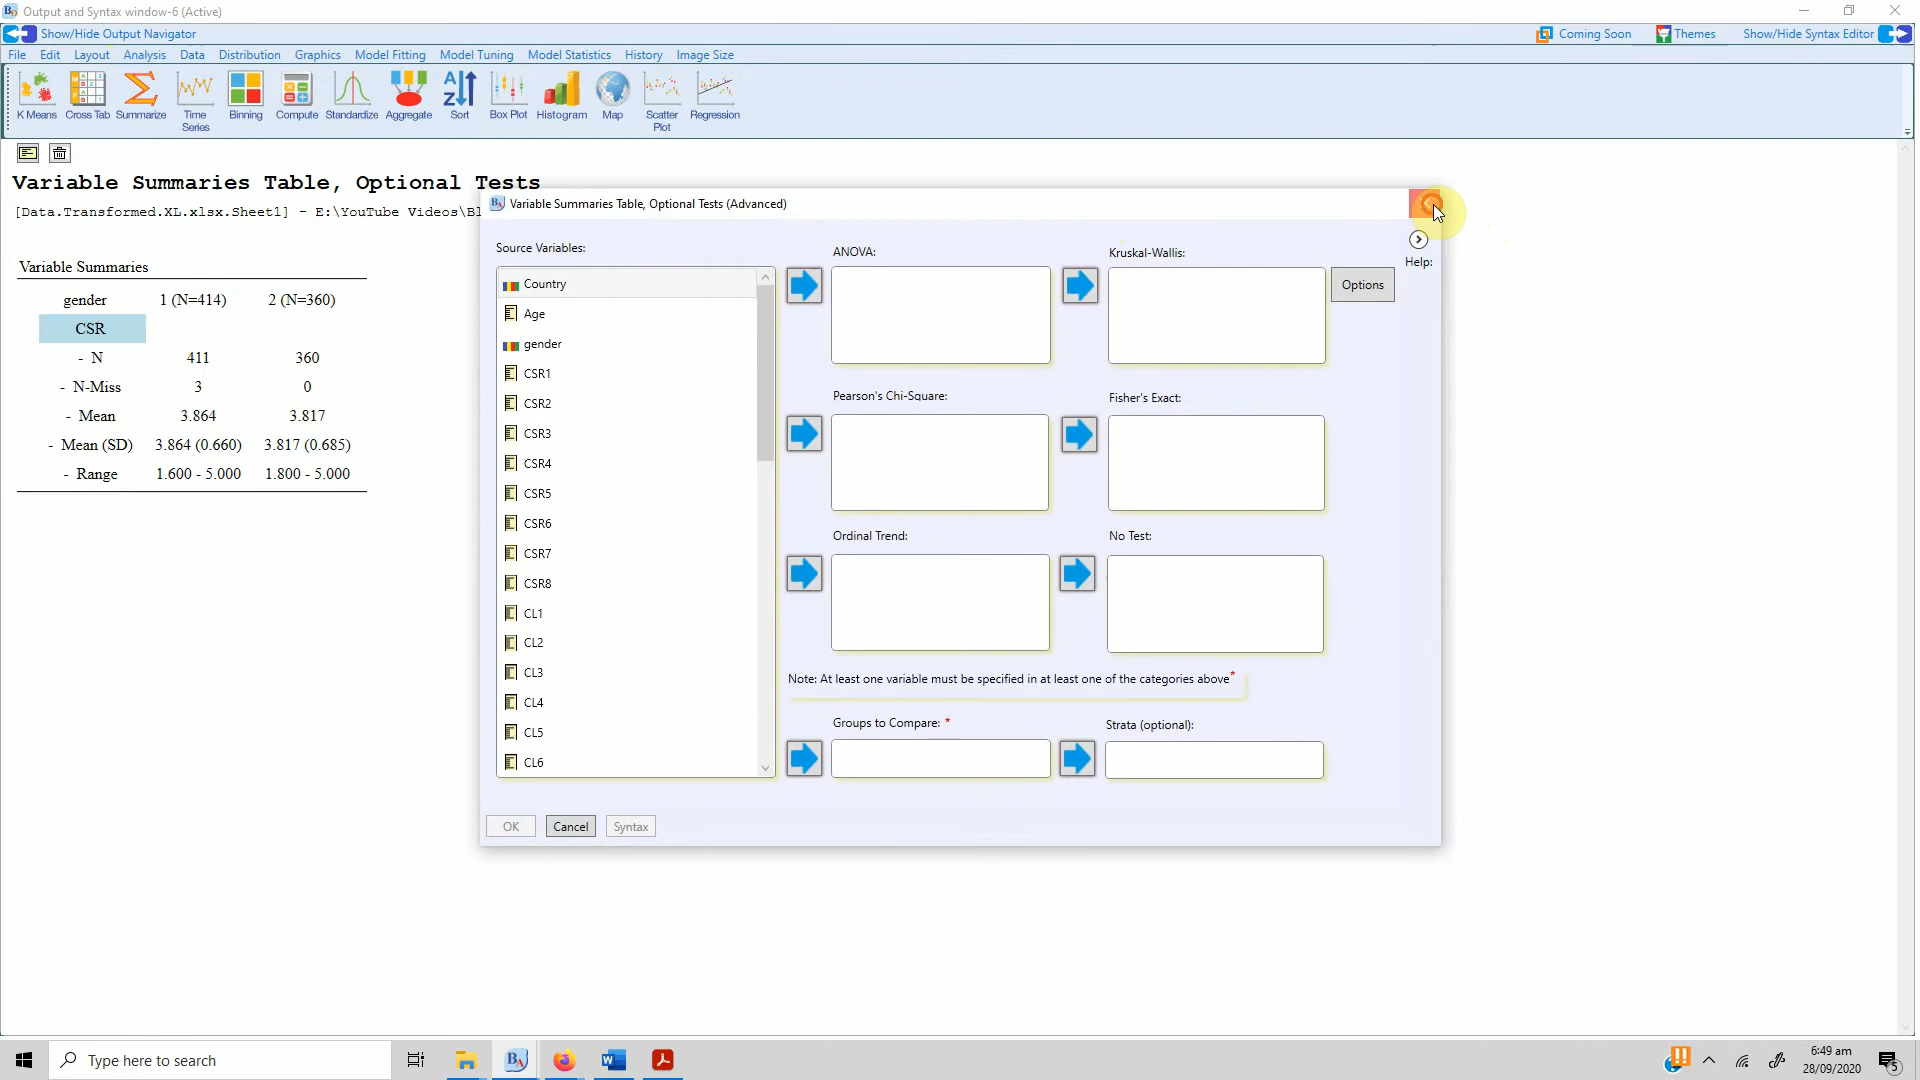 Output and Syntax window-6 (Active)
Show/Hide Output Navigator
Coming Soon
Themes
Show/Hide Syntax Editor
File Edit Layout Analysis Data Distribution Graphics Model Fitting Model Tuning Model Statistics History Image Size
K Means Cross Tab Summarize Time Series Binning Compute Standardize Aggregate Sort Box Plot Histogram Map Scatter Plot Regression
Variable Summaries Table, Optional Tests
[Data.Transformed.XL.xlsx.Sheet1] - E:\YouTube Videos\Bl
Variable Summaries
gender 1 (N=414) 2 (N=360)
CSR
- N 411 360
- N-Miss 3 0
- Mean 3.864 3.817
- Mean (SD) 3.864 (0.660) 3.817 (0.685)
- Range 1.600 - 5.000 1.800 - 5.000
Variable Summaries Table, Optional Tests (Advanced)
Help:
Source Variables:
Country
Age
gender
CSR1
CSR2
CSR3
CSR4
CSR5
CSR6
CSR7
CSR8
CL1
CL2
CL3
CL4
CL5
CL6
ANOVA:
Kruskal-Wallis:
Options
Pearson's Chi-Square:
Fisher's Exact:
Ordinal Trend:
No Test:
Note: At least one variable must be specified in at least one of the categories above*
Groups to Compare: *
Strata (optional):
OK Cancel Syntax
Type here to search
6:49 am
28/09/2020
5